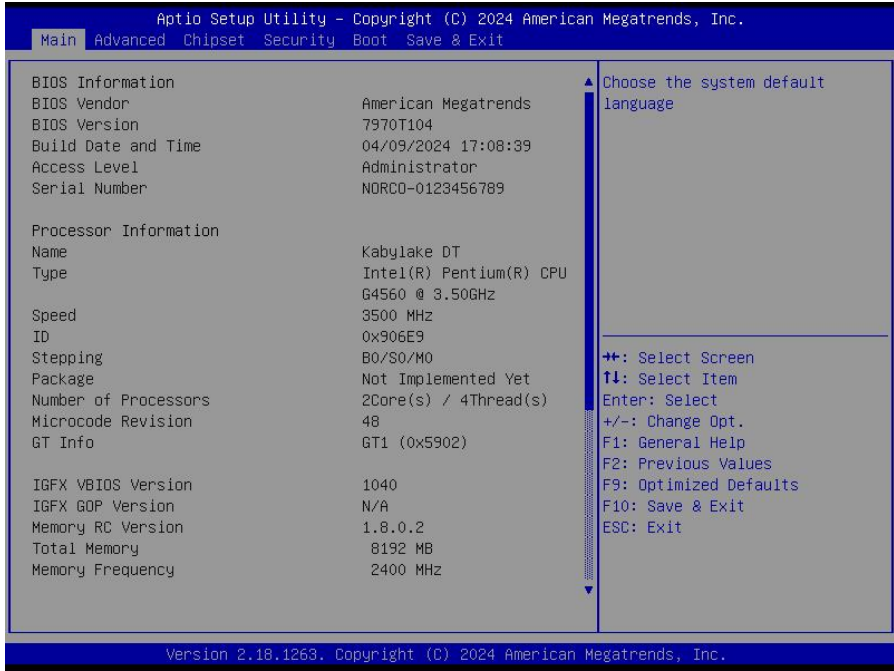 Aptio Setup Utility – Copyright (C) 2024 American Megatrends, Inc.
Main Advanced Chipset Security Boot Save & Exit
BIOS Information
BIOS Vendor American Megatrends
BIOS Version 7970T104
Build Date and Time 04/09/2024 17:08:39
Access Level Administrator
Serial Number NORCO-0123456789
Processor Information
Name Kabylake DT
Type Intel(R) Pentium(R) CPU
G4560 @ 3.50GHz
Speed 3500 MHz
ID 0x906E9
Stepping B0/S0/M0
Package Not Implemented Yet
Number of Processors 2Core(s) / 4Thread(s)
Microcode Revision 48
GT Info GT1 (0x5902)
IGFX VBIOS Version 1040
IGFX GOP Version N/A
Memory RC Version 1.8.0.2
Total Memory 8192 MB
Memory Frequency 2400 MHz
Choose the system default
language
→←: Select Screen
↑↓: Select Item
Enter: Select
+/-: Change Opt.
F1: General Help
F2: Previous Values
F9: Optimized Defaults
F10: Save & Exit
ESC: Exit
Version 2.18.1263. Copyright (C) 2024 American Megatrends, Inc.